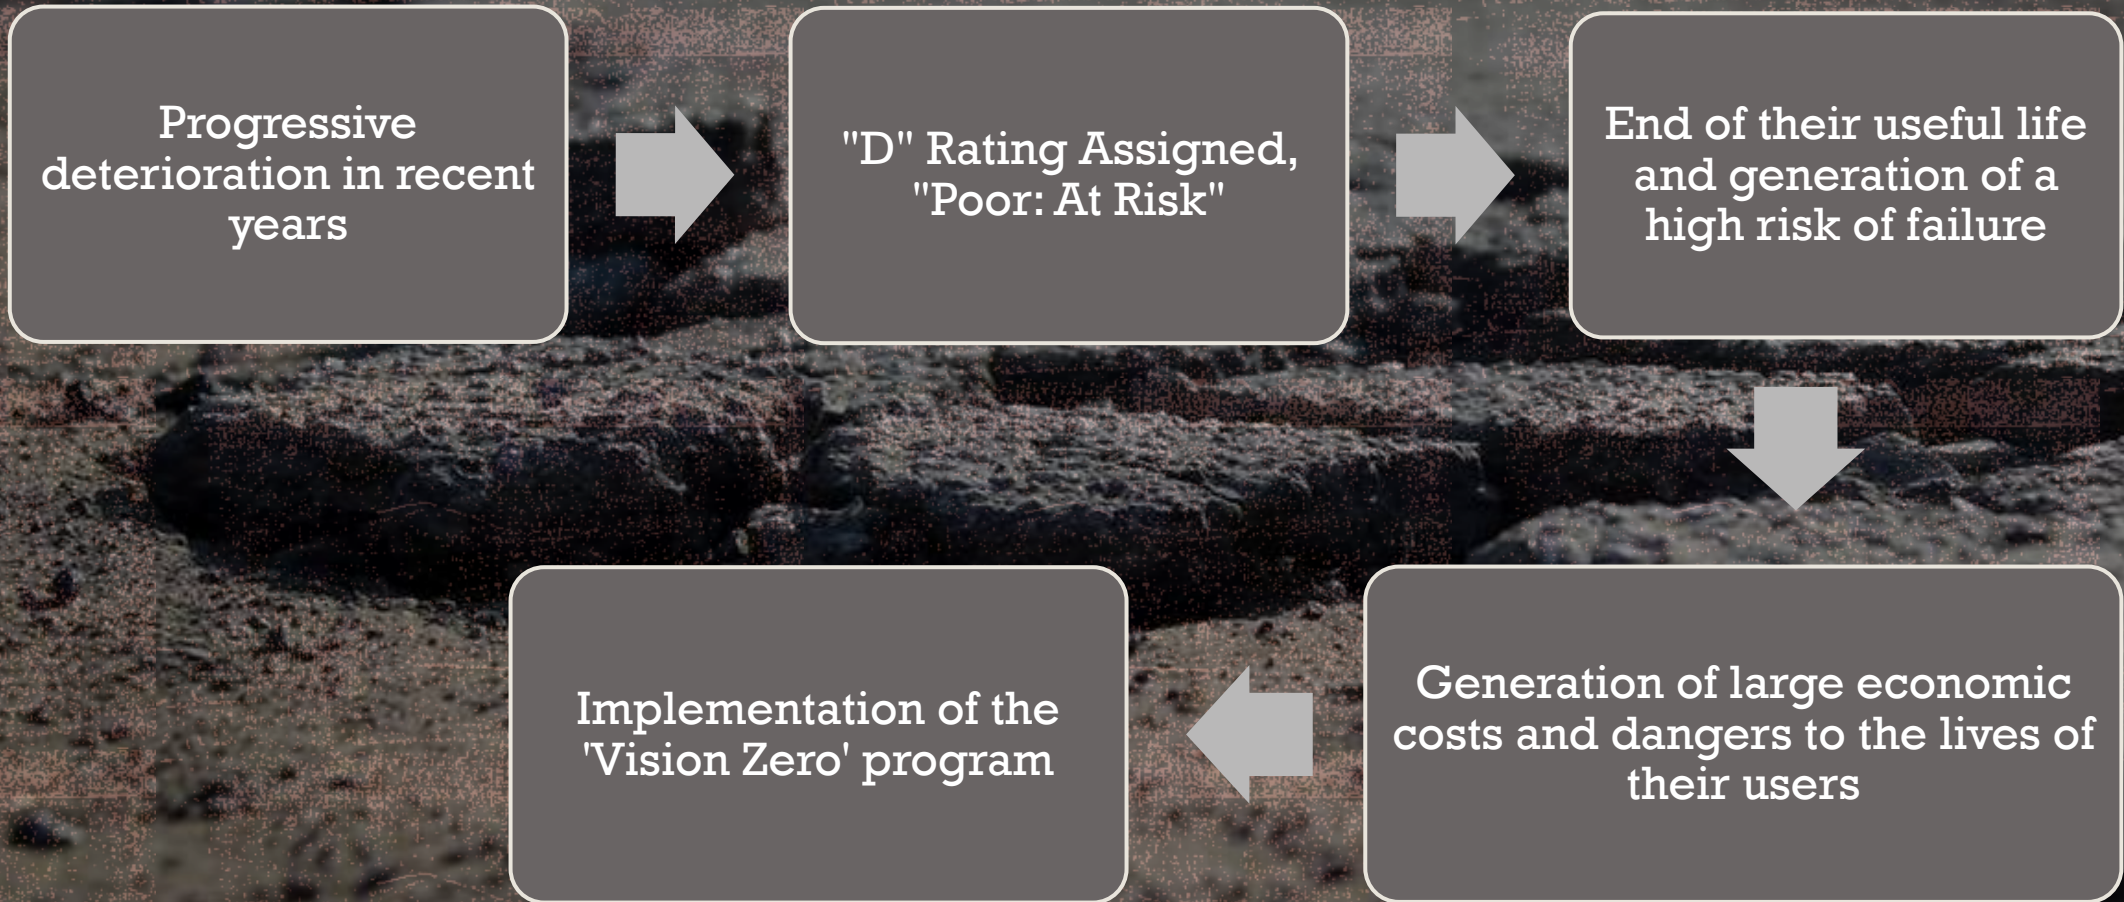 Progressive
deterioration in recent
years
"D" Rating Assigned,
"Poor: At Risk"
End of their useful life
and generation of a
high risk of failure
Generation of large economic
costs and dangers to the lives of
their users
Implementation of the
'Vision Zero' program